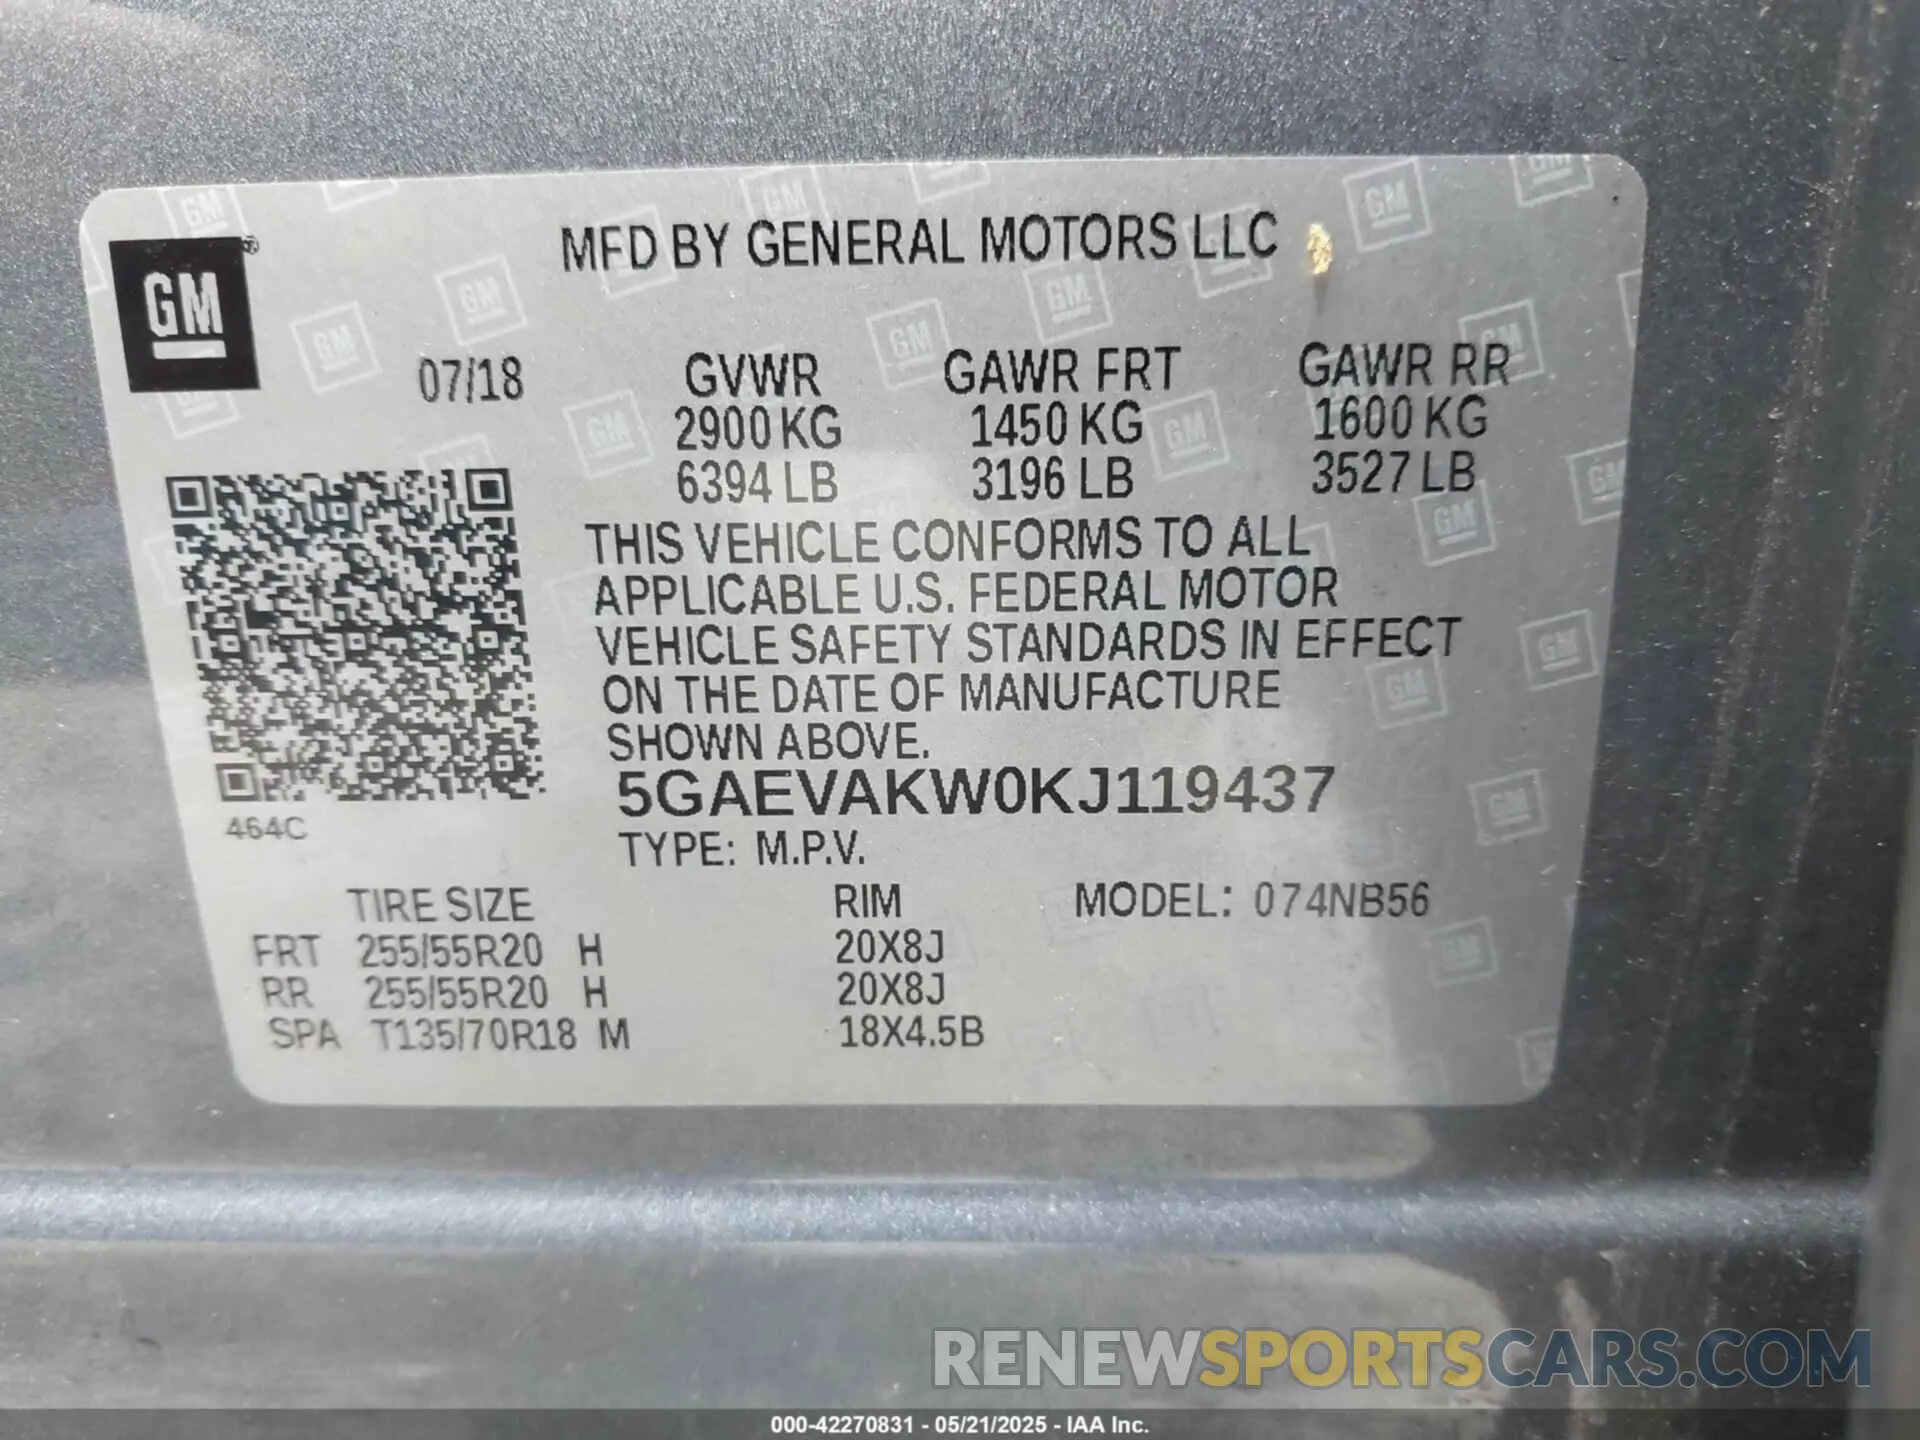 MFD BY GENERAL MOTORS LLC
GM ®
07/18
GVWR GAWR FRT GAWR RR
2900 KG 1450 KG 1600 KG
6394 LB 3196 LB 3527 LB
THIS VEHICLE CONFORMS TO ALL
APPLICABLE U.S. FEDERAL MOTOR
VEHICLE SAFETY STANDARDS IN EFFECT
ON THE DATE OF MANUFACTURE
SHOWN ABOVE.
5GAEVAKW0KJ119437
464C
TYPE: M.P.V.
TIRE SIZE RIM MODEL: 074NB56
FRT 255/55R20 H 20X8J
RR 255/55R20 H 20X8J
SPA T135/70R18 M 18X4.5B
RENEWSPORTSCARS.COM
000-42270831 - 05/21/2025 - IAA Inc.